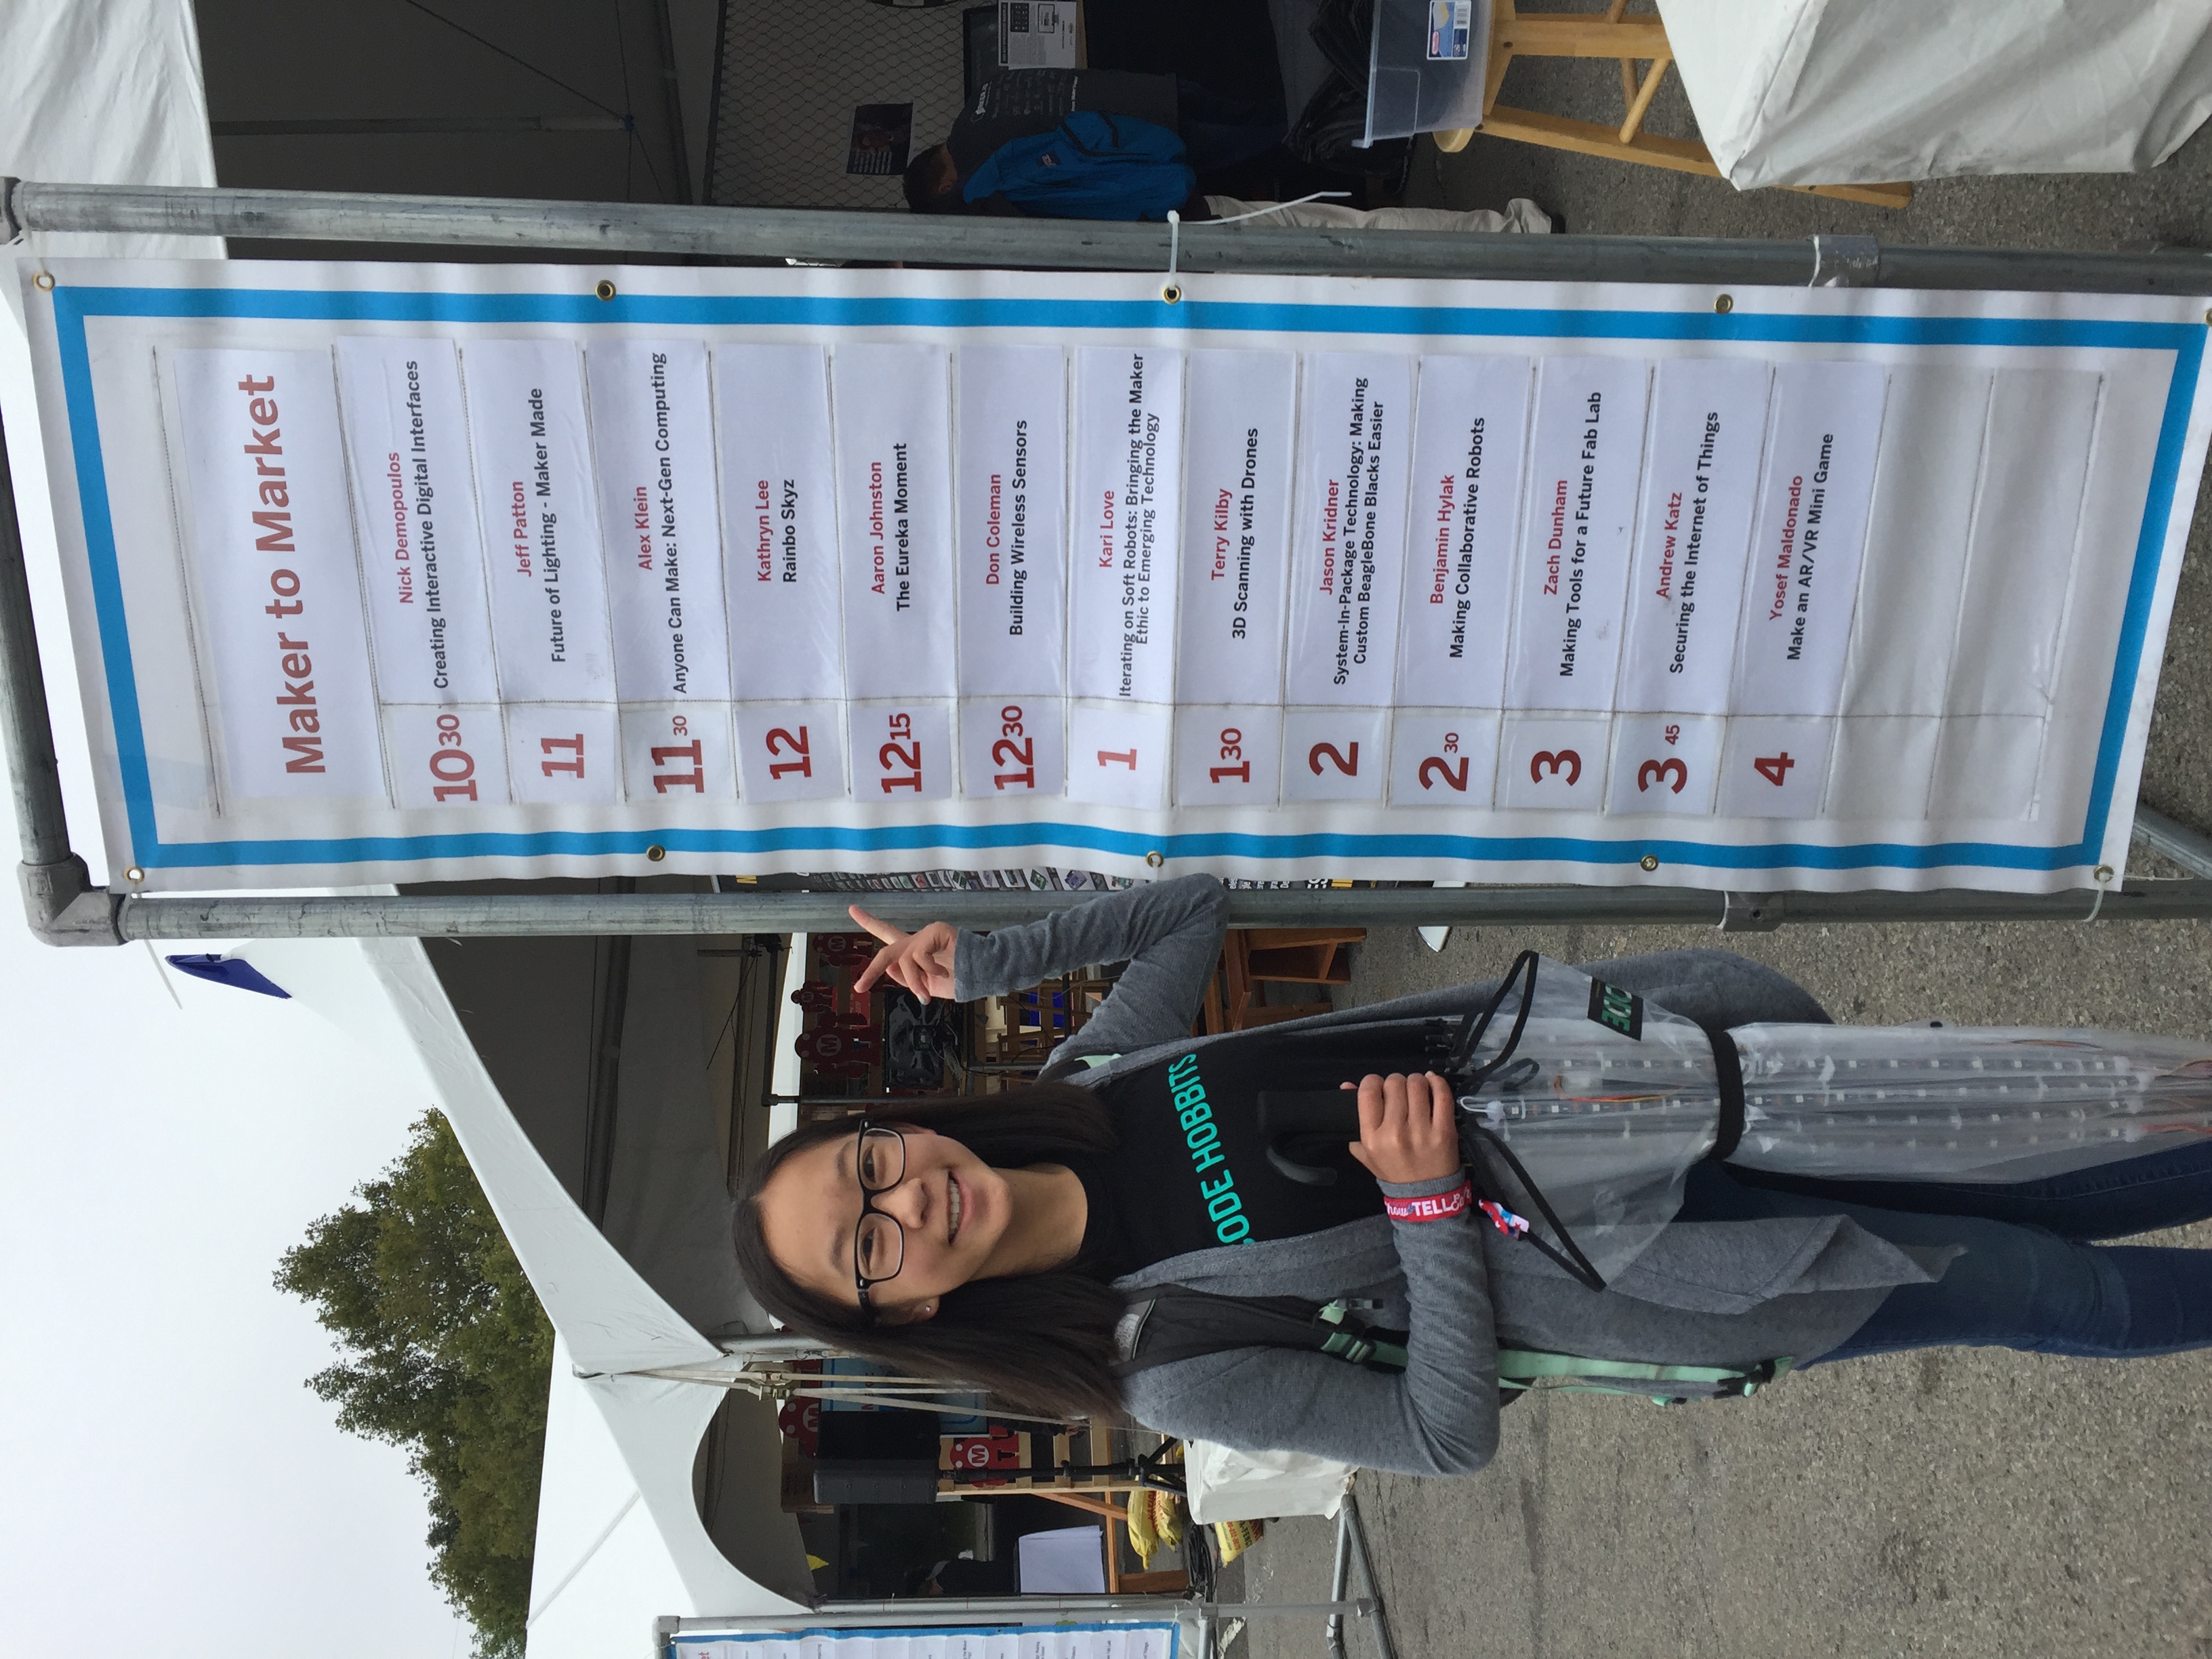 Maker to Market
10 30
Nick Demopoulos
Creating Interactive Digital Interfaces
11
Jeff Patton
Future of Lighting - Maker Made
11 30
Alex Klein
Anyone Can Make: Next-Gen Computing
12
Kathryn Lee
Rainbo Skyz
12 15
Aaron Johnston
The Eureka Moment
12 30
Don Coleman
Building Wireless Sensors
1
Kari Love
Iterating on Soft Robots: Bringing the Maker
Ethic to Emerging Technology
1 30
Terry Kilby
3D Scanning with Drones
2
Jason Kridner
System-In-Package Technology: Making
Custom BeagleBone Blacks Easier
2 30
Benjamin Hylak
Making Collaborative Robots
3
Zach Dunham
Making Tools for a Future Fab Lab
3 45
Andrew Katz
Securing the Internet of Things
4
Yosef Maldonado
Make an AR/VR Mini Game
CODE HOBBITS
TELL
M
M
M